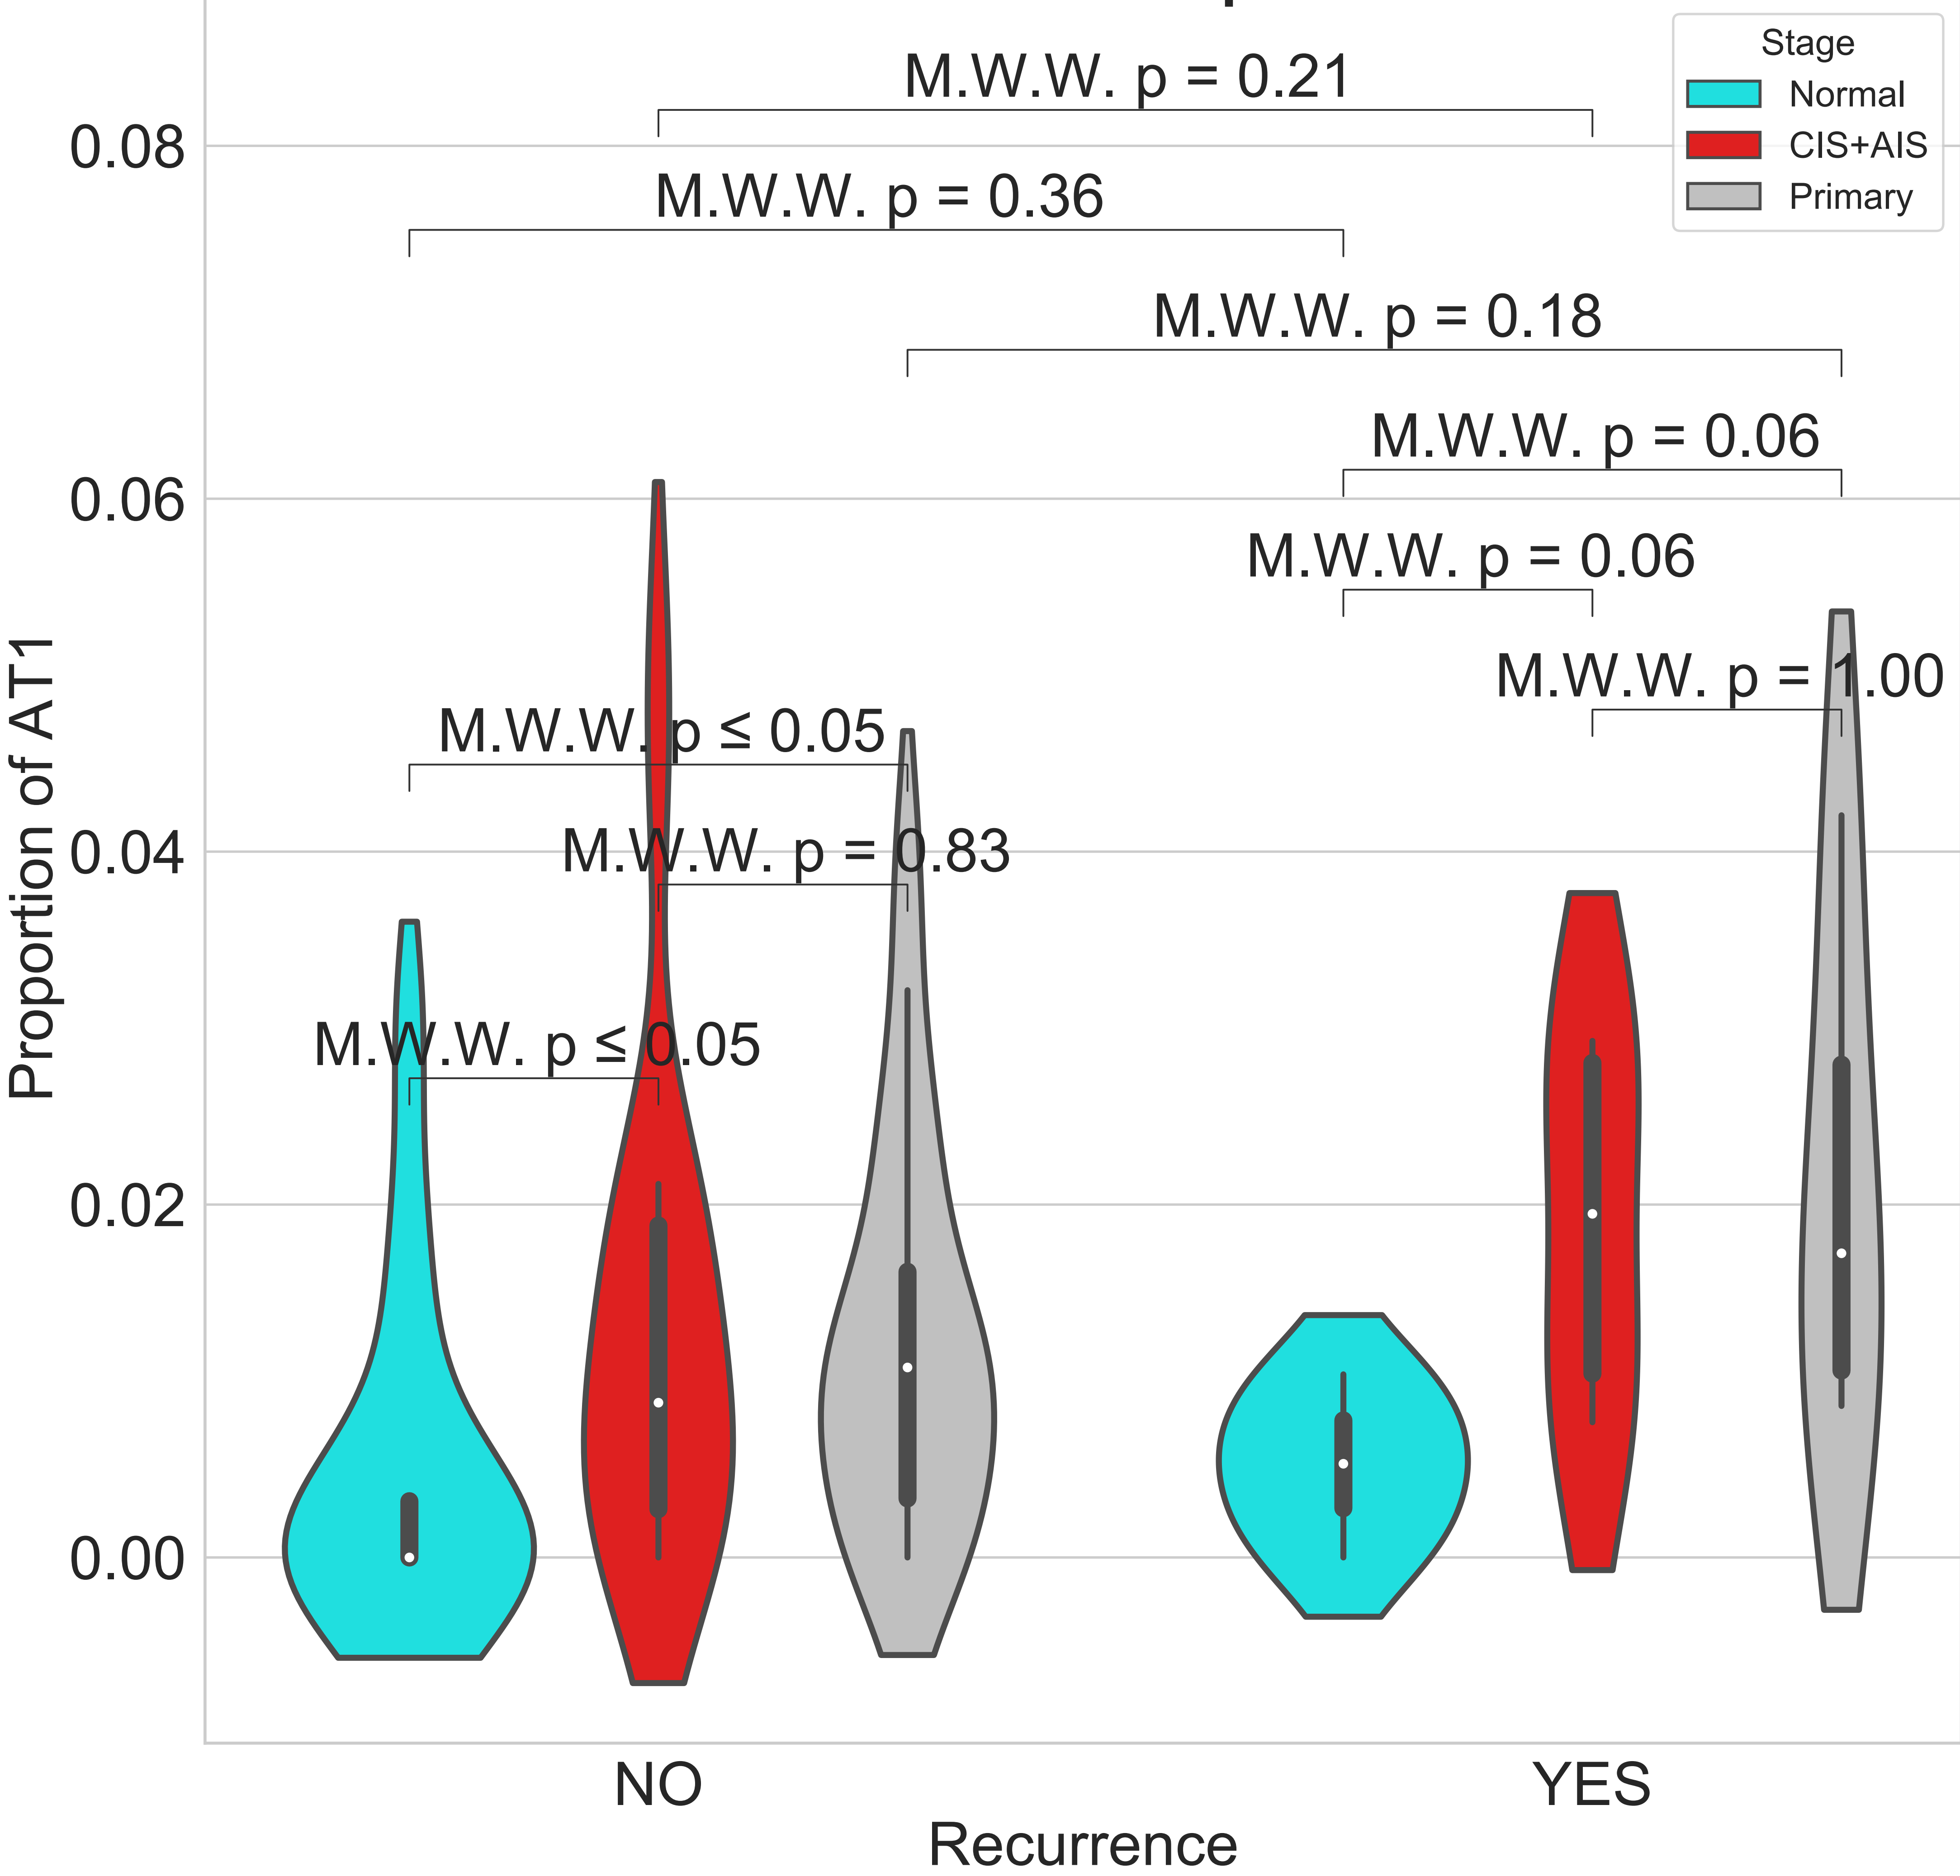 M.W.W. p = 0.21
Stage
Normal
CIS+AIS
Primary
0.08
M.W.W. p = 0.36
M.W.W. p = 0.18
M.W.W. p = 0.06
0.06
M.W.W. p = 0.06
M.W.W. p = 1.00
M.W.W. p ≤ 0.05
M.W.W. p = 0.83
0.04
M.W.W. p ≤ 0.05
Proportion of AT1
0.02
0.00
NO
YES
Recurrence